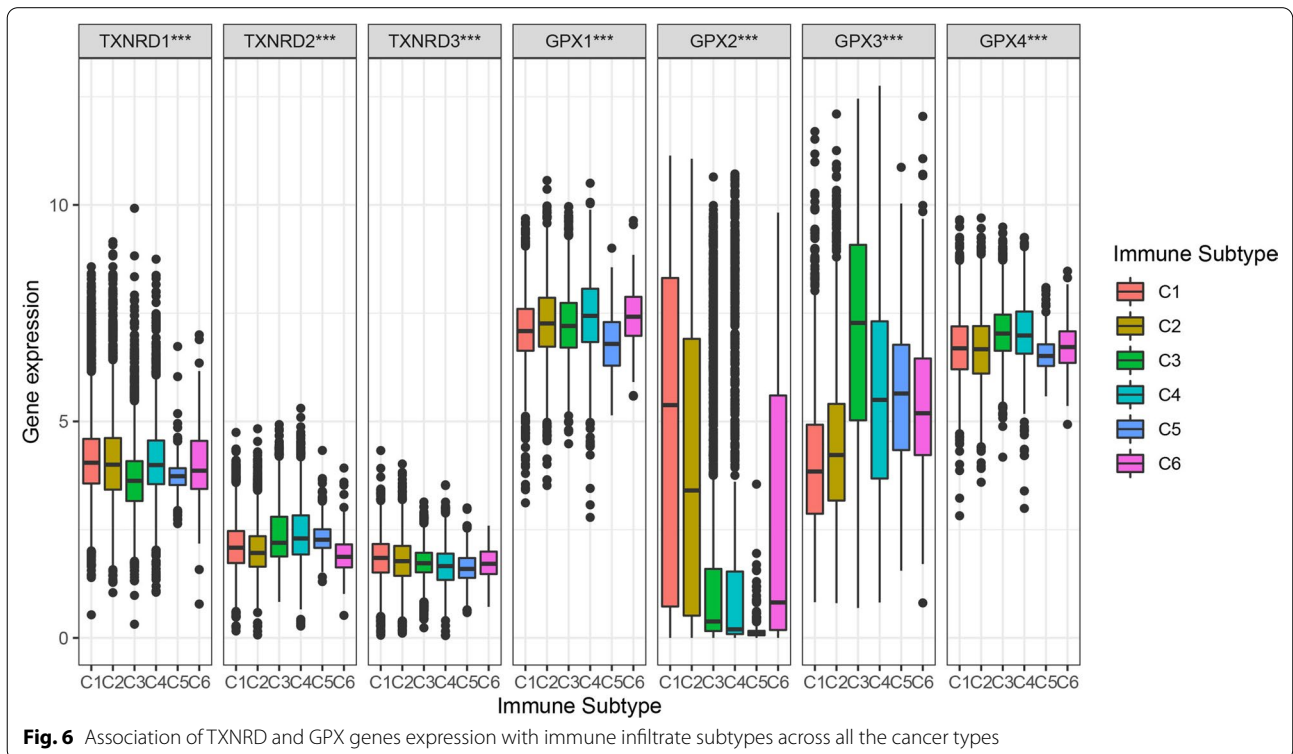 TXNRD1*** TXNRD2*** TXNRD3*** GPX1*** GPX2*** GPX3*** GPX4***
10
5
0
Gene expression
C1C2C3C4C5C6 C1C2C3C4C5C6 C1C2C3C4C5C6 C1C2C3C4C5C6 C1C2C3C4C5C6 C1C2C3C4C5C6 C1C2C3C4C5C6
Immune Subtype
Immune Subtype
C1
C2
C3
C4
C5
C6
Fig. 6 Association of TXNRD and GPX genes expression with immune infiltrate subtypes across all the cancer types